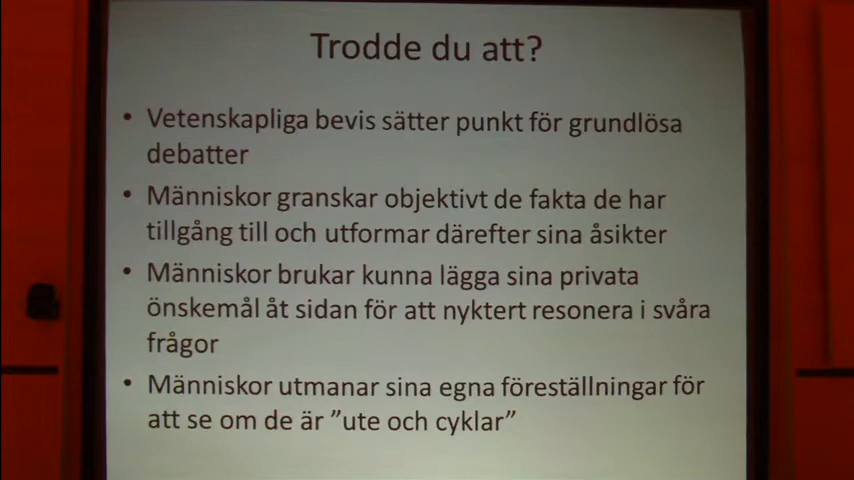 Trodde du att?
• Vetenskapliga bevis sätter punkt för grundlösa
debatter
• Människor granskar objektivt de fakta de har
tillgång till och utformar därefter sina åsikter
• Människor brukar kunna lägga sina privata
önskemål åt sidan för att nyktert resonera i svåra
frågor
• Människor utmanar sina egna föreställningar för
att se om de är ”ute och cyklar”